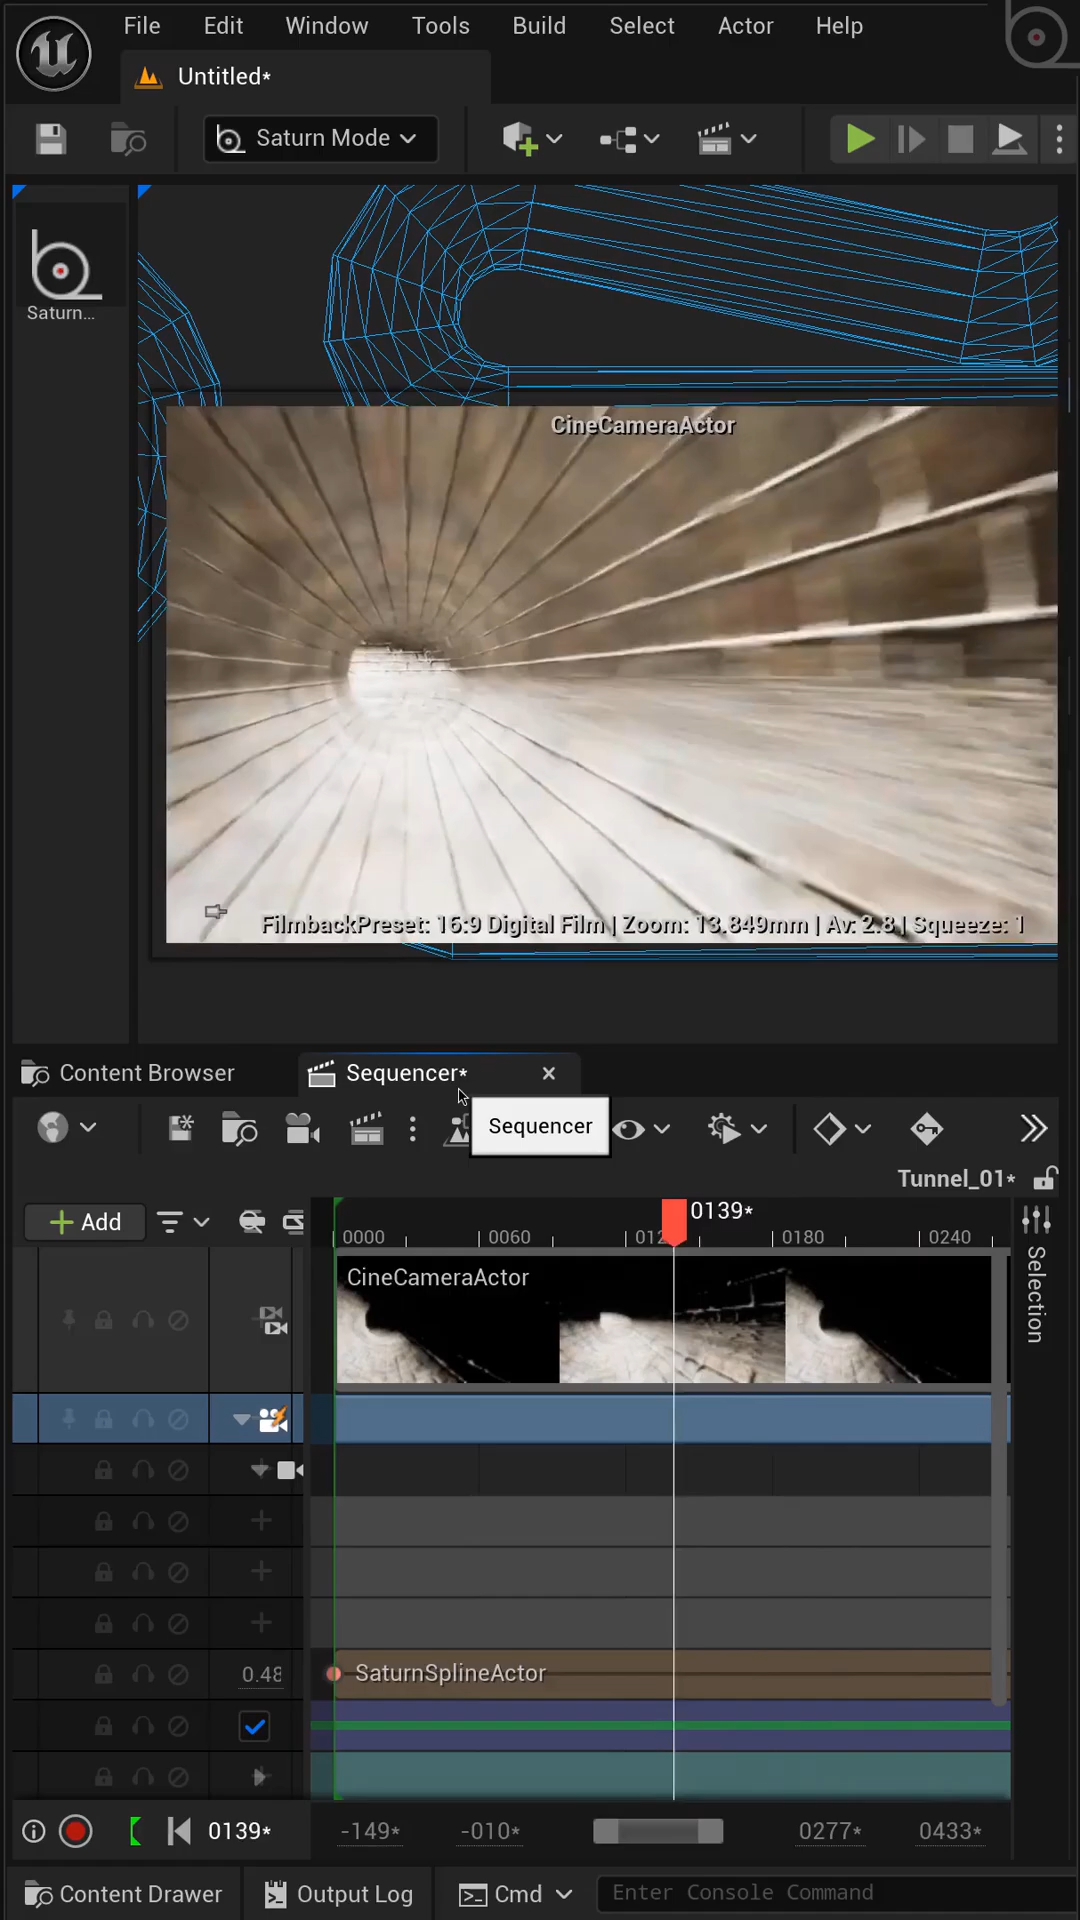 File Edit Window Tools Build Select Actor Help
Untitled*
Saturn Mode
Saturn...
CineCameraActor
FilmbackPreset: 16:9 Digital Film | Zoom: 13.849mm | Av: 2.8 | Squeeze: 1
Content Browser
Sequencer*
Sequencer
Tunnel_01*
Add
0139*
0000 0060 0180 0240
CineCameraActor
Selection
0.48
SaturnSplineActor
0139* -149* -010* 0277* 0433*
Content Drawer
Output Log
Cmd
Enter Console Command